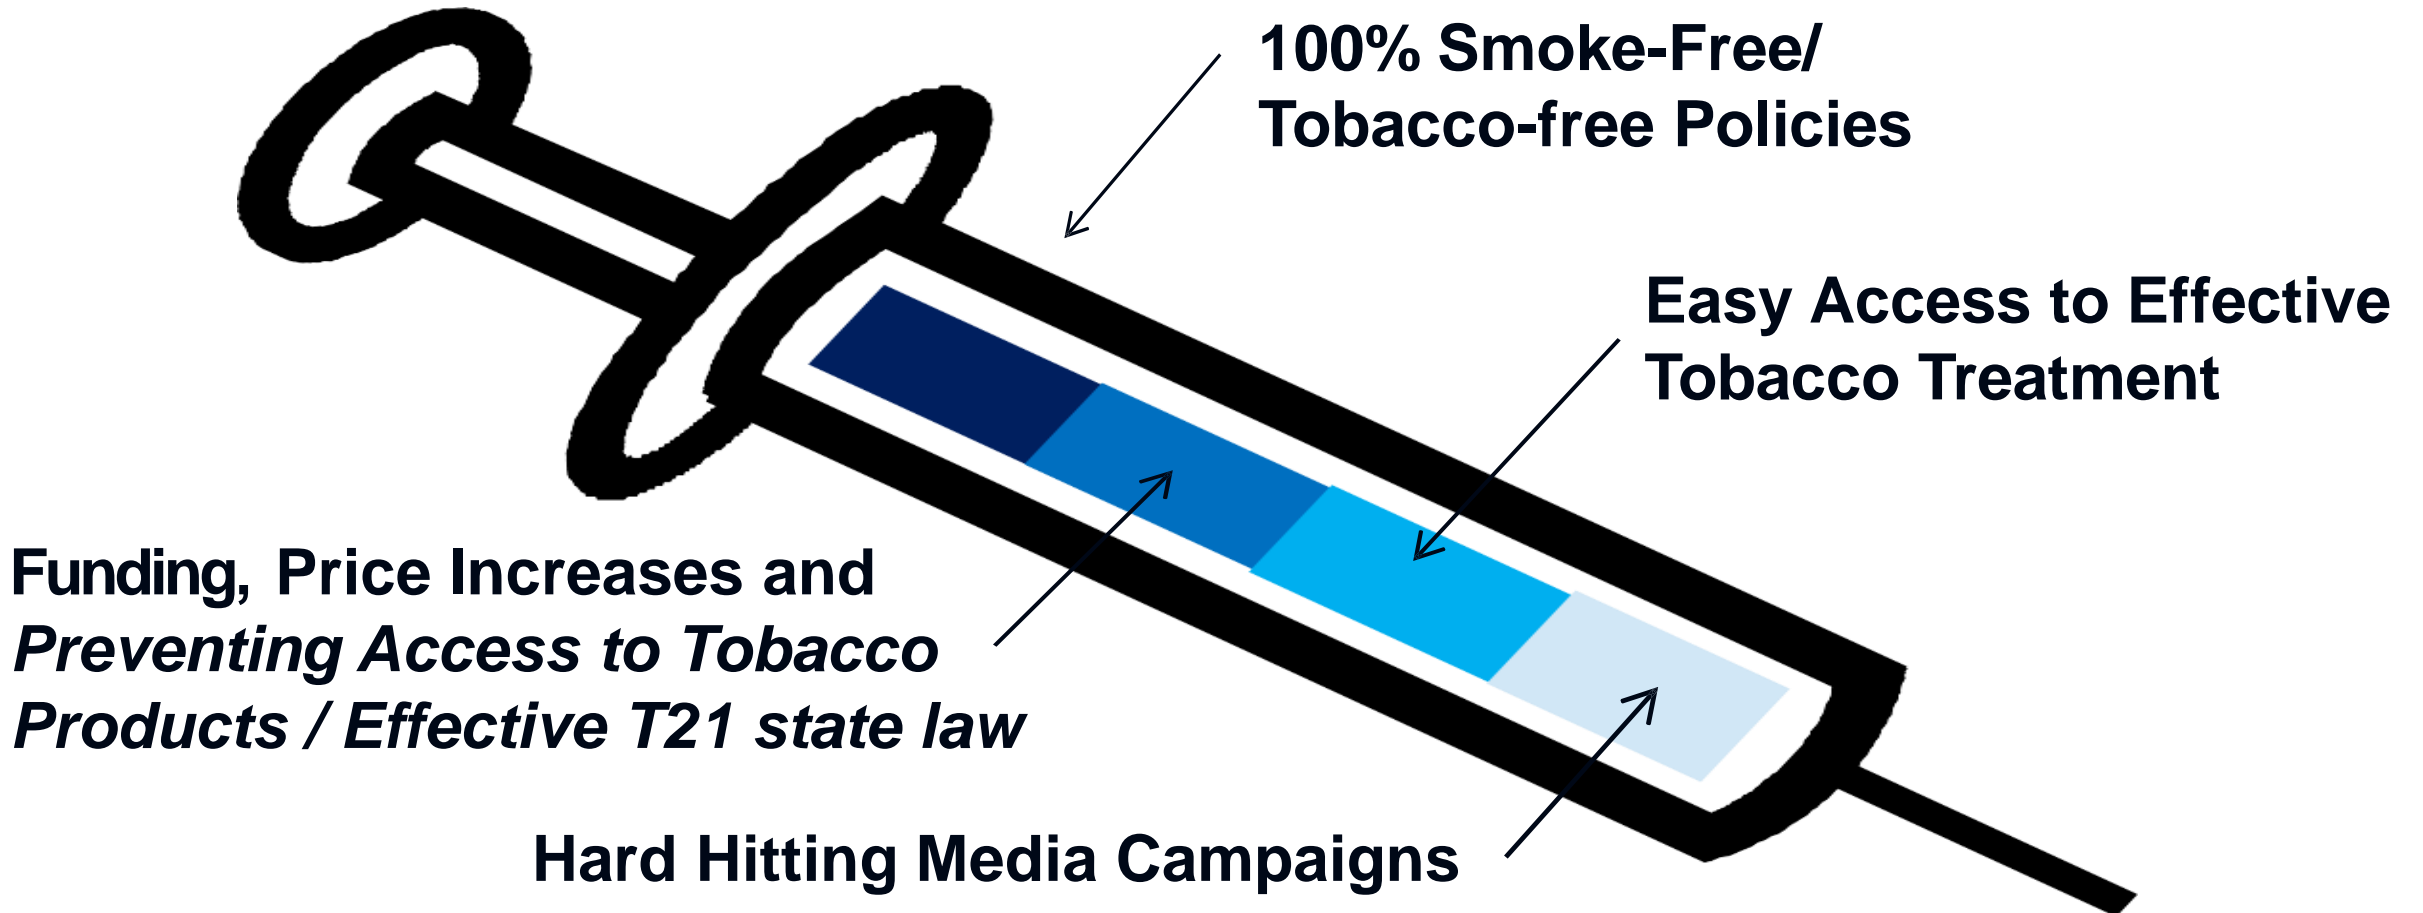 100% Smoke-Free/
Tobacco-free Policies
Easy Access to Effective
Tobacco Treatment
Funding, Price Increases and
Preventing Access to Tobacco
Products / Effective T21 state law
Hard Hitting Media Campaigns